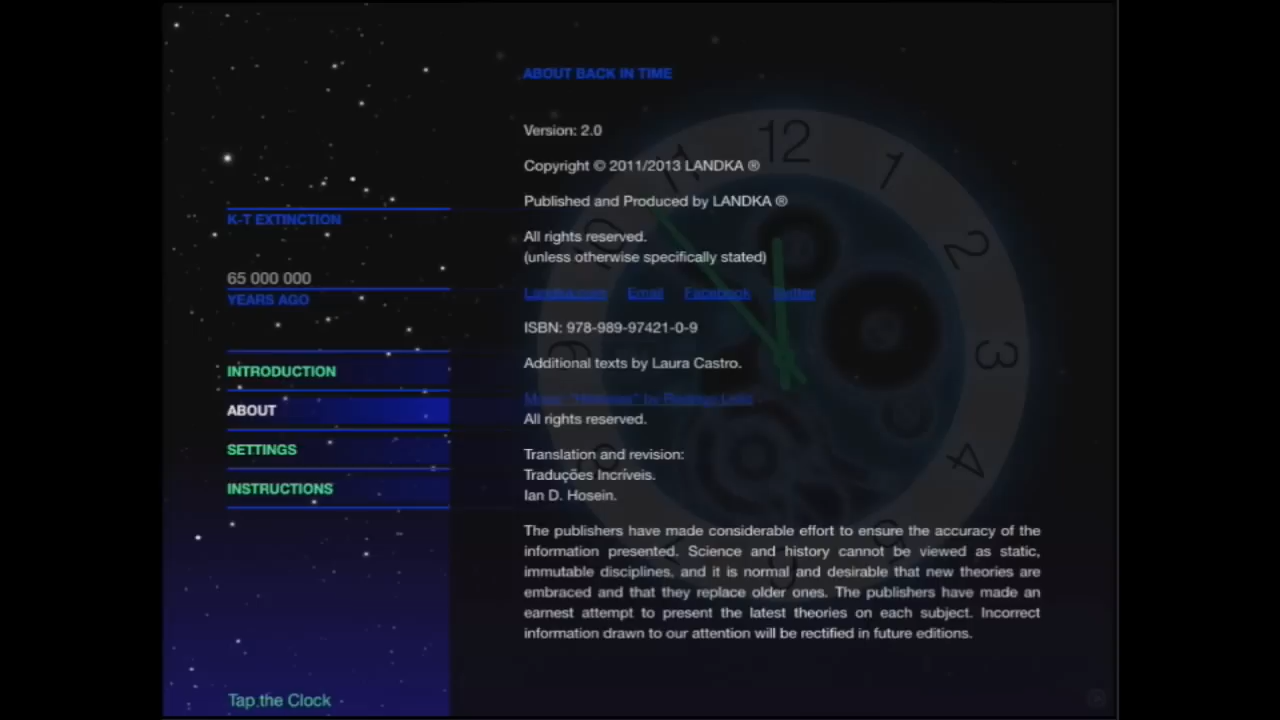 K-T EXTINCTION
65 000 000
YEARS AGO
INTRODUCTION
ABOUT
SETTINGS
INSTRUCTIONS
Tap the Clock
ABOUT BACK IN TIME
Version: 2.0
Copyright © 2011/2013 LANDKA ®
Published and Produced by LANDKA ®
All rights reserved.
(unless otherwise specifically stated)
Landka.com Email Facebook Twitter
ISBN: 978-989-97421-0-9
Additional texts by Laura Castro.
by Rodrigo
All rights reserved.
Translation and revision:
Traduções Incríveis.
Ian D. Hosein.
The publishers have made considerable effort to ensure the accuracy of the
information presented. Science and history cannot be viewed as static,
immutable disciplines, and it is normal and desirable that new theories are
embraced and that they replace older ones. The publishers have made an
earnest attempt to present the latest theories on each subject. Incorrect
information drawn to our attention will be rectified in future editions.
12
1
2
3
4